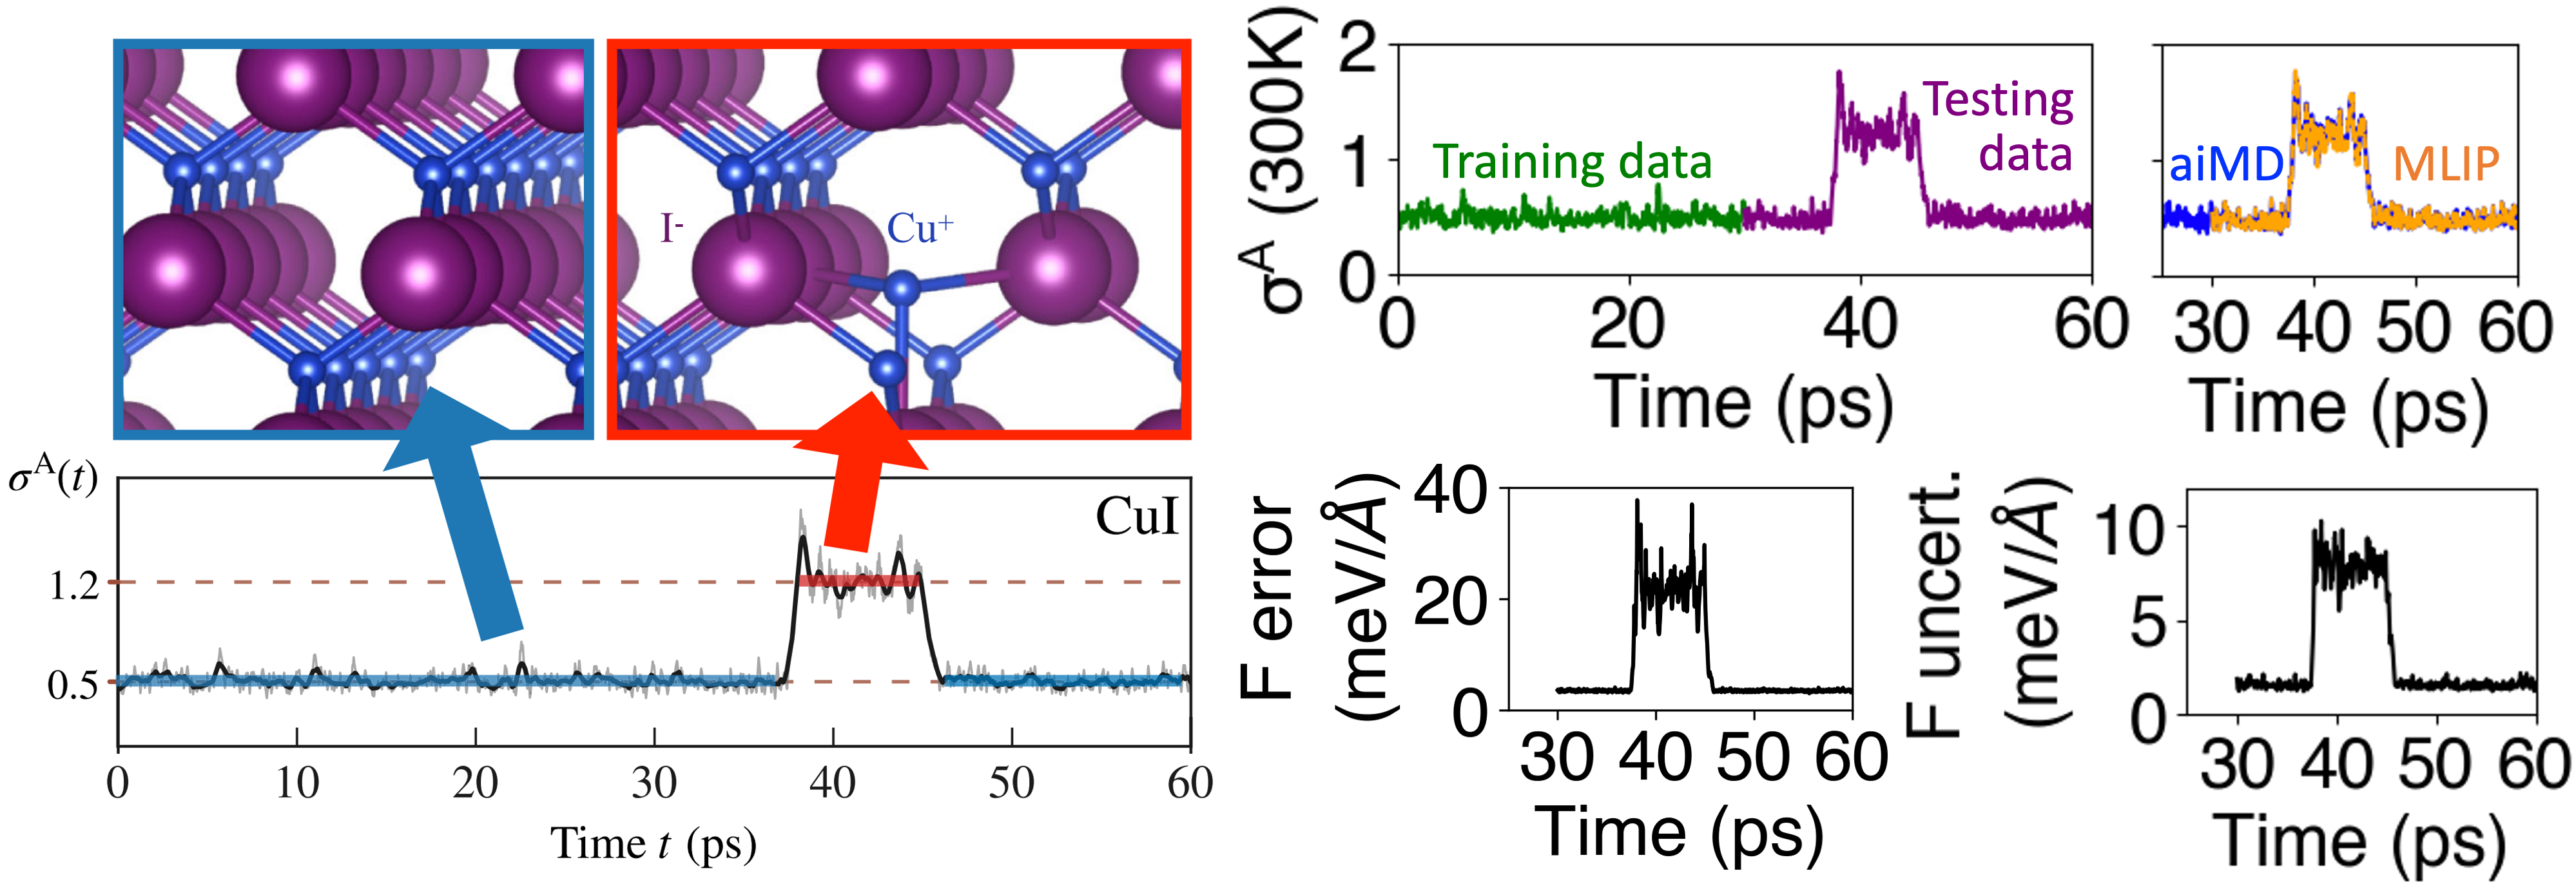 I- Cu+
σA(t)
CuI
1.2
0.5
0 10 20 30 40 50 60
Time t (ps)
σA (300K)
2
1
0
Training data
Testing
data
0 20 40 60
Time (ps)
aiMD MLIP
30 40 50 60
Time (ps)
F error
(meV/Å)
40
20
0
30 40 50 60
Time (ps)
F uncert.
(meV/Å)
10
5
0
30 40 50 60
Time (ps)